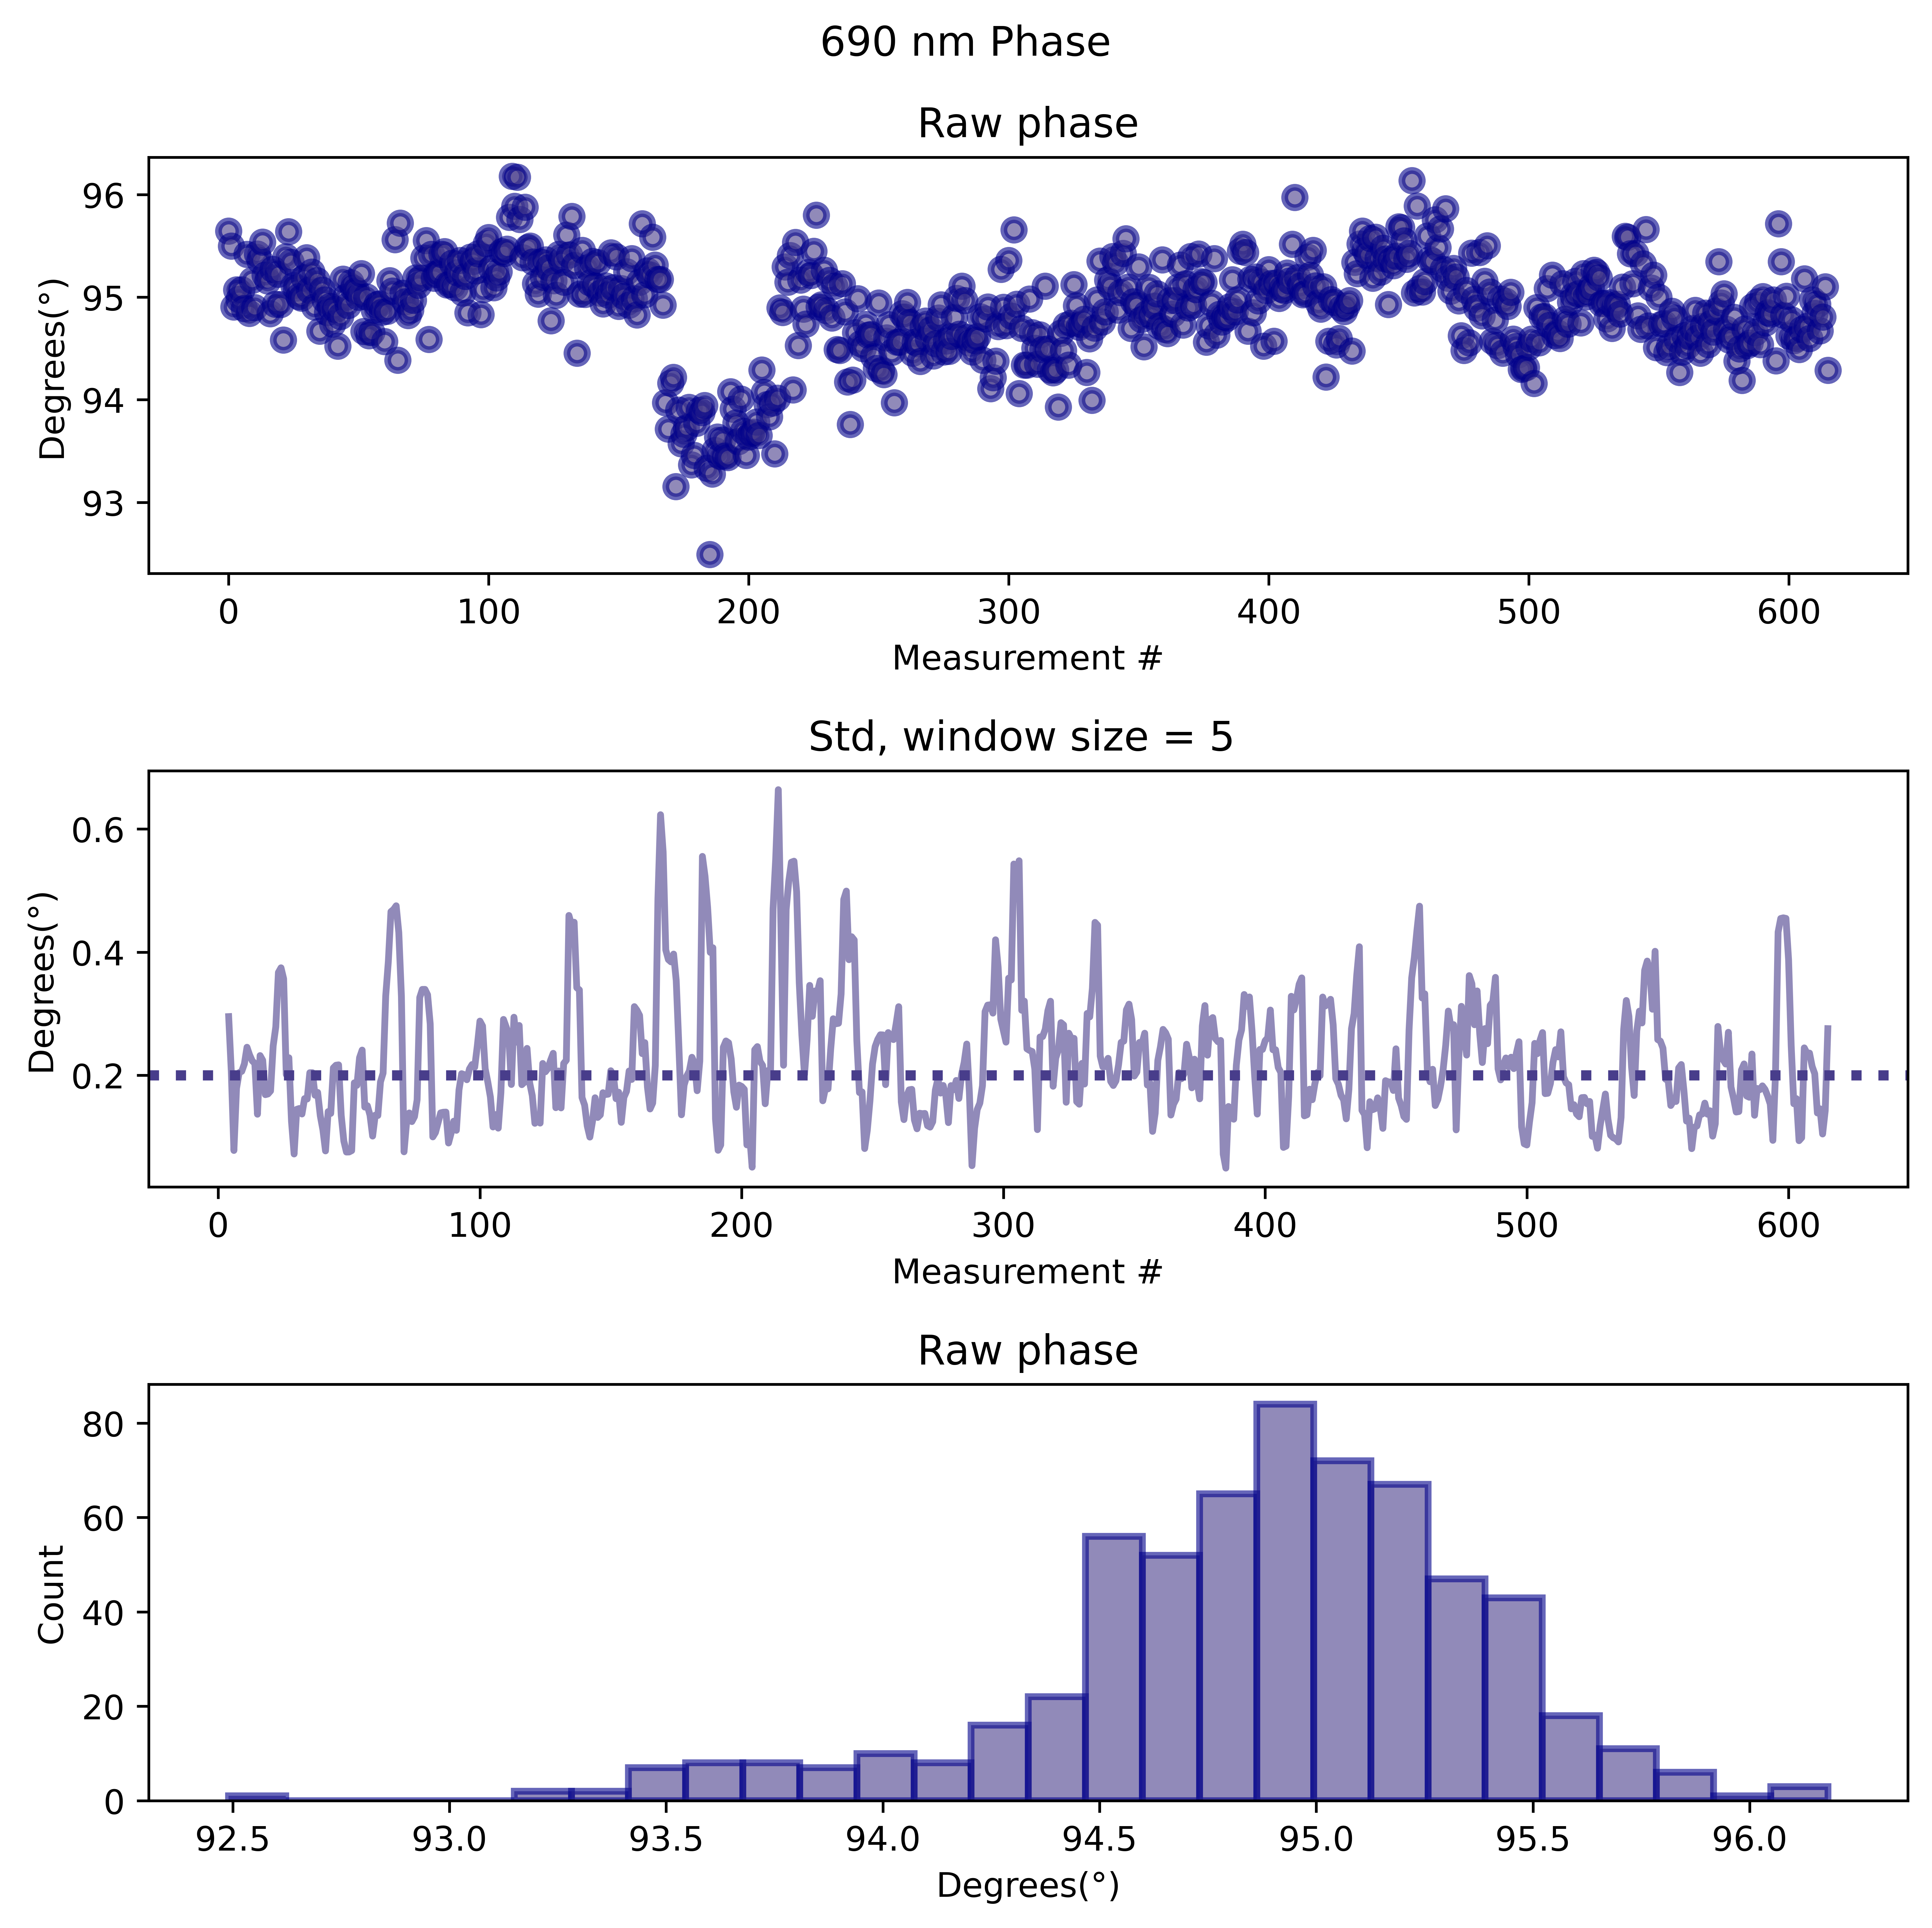 690 nm Phase
Raw phase
96
95
94
93
Degrees(°)
0 100 200 300 400 500 600
Measurement #
Std, window size = 5
0.6
0.4
0.2
Degrees(°)
0 100 200 300 400 500 600
Measurement #
Raw phase
80
60
40
20
0
Count
92.5 93.0 93.5 94.0 94.5 95.0 95.5 96.0
Degrees(°)